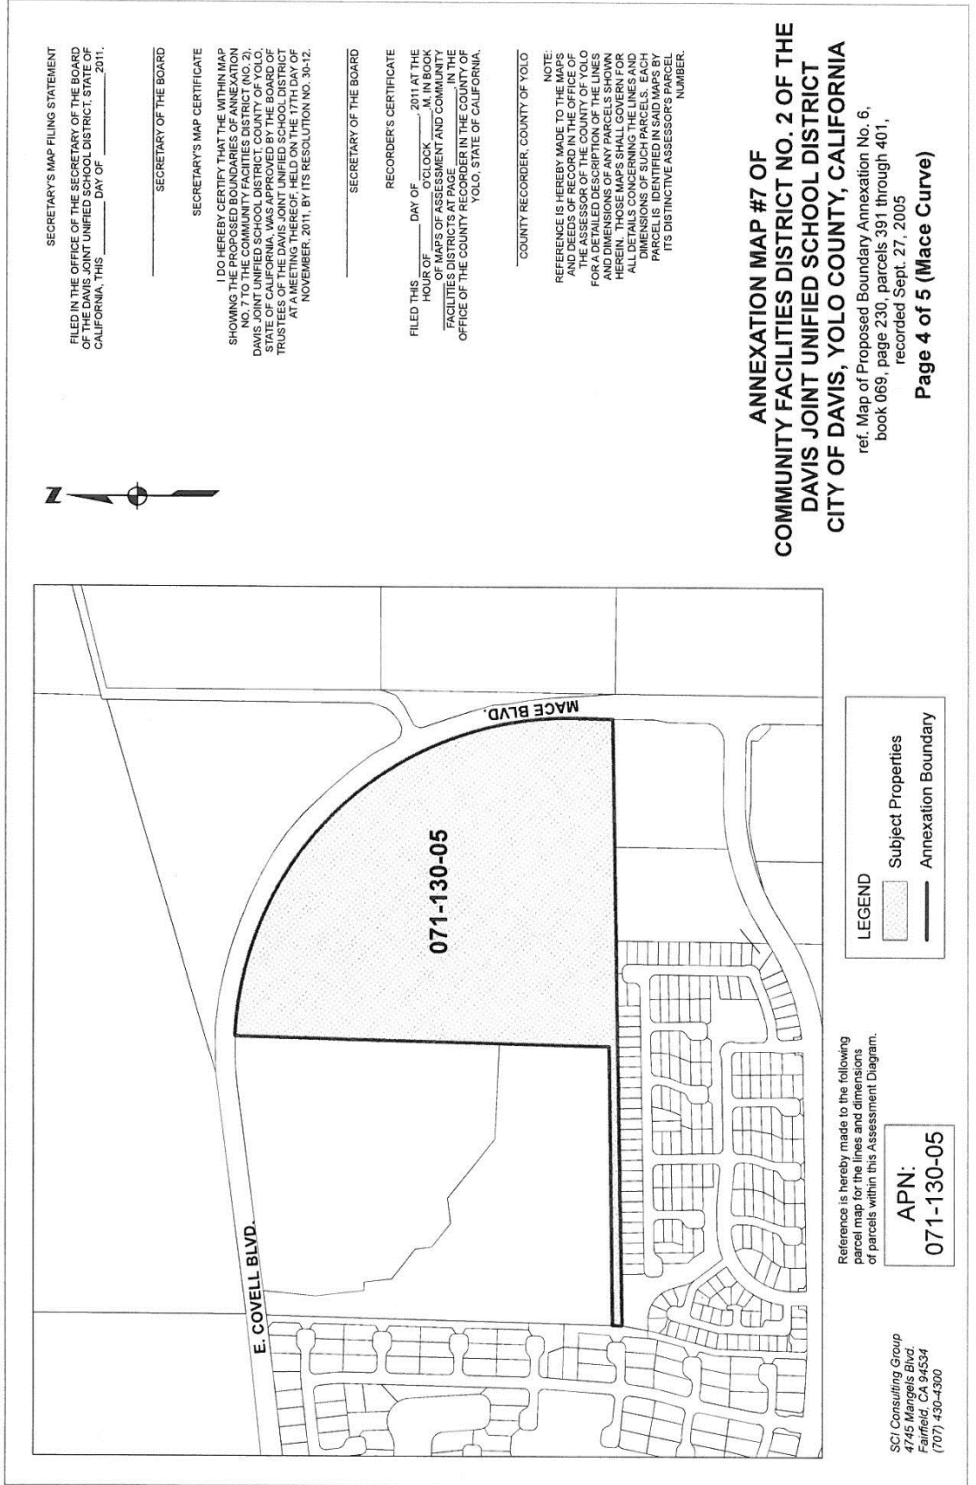 SECRETARY'S MAP FILING STATEMENT
FILED IN THE OFFICE OF THE SECRETARY OF THE BOARD
OF THE DAVIS JOINT UNIFIED SCHOOL DISTRICT, STATE OF
CALIFORNIA, THIS ______ DAY OF __________ 2011.
SECRETARY OF THE BOARD
SECRETARY'S MAP CERTIFICATE
I DO HEREBY CERTIFY THAT THE WITHIN MAP
SHOWING THE PROPOSED BOUNDARIES OF ANNEXATION
NO. 7 TO THE COMMUNITY FACILITIES DISTRICT (NO. 2),
DAVIS JOINT UNIFIED SCHOOL DISTRICT, COUNTY OF YOLO,
STATE OF CALIFORNIA, WAS APPROVED BY THE BOARD OF
TRUSTEES OF THE DAVIS JOINT UNIFIED SCHOOL DISTRICT
AT A MEETING THEREOF, HELD ON THE 17TH DAY OF
NOVEMBER, 2011, BY ITS RESOLUTION NO. 30-12.
SECRETARY OF THE BOARD
RECORDER'S CERTIFICATE
FILED THIS ______ DAY OF ______, 2011 AT THE
HOUR OF ______ O'CLOCK ___.M. IN BOOK
______ OF MAPS OF ASSESSMENT AND COMMUNITY
FACILITIES DISTRICTS AT PAGE ____, IN THE
OFFICE OF THE COUNTY RECORDER IN THE COUNTY OF
YOLO, STATE OF CALIFORNIA.
COUNTY RECORDER, COUNTY OF YOLO
NOTE:
REFERENCE IS HEREBY MADE TO THE MAPS
AND DEEDS OF RECORD IN THE OFFICE OF
THE ASSESSOR OF THE COUNTY OF YOLO
FOR A DETAILED DESCRIPTION OF THE LINES
AND DIMENSIONS OF ANY PARCELS SHOWN
HEREIN. THOSE MAPS SHALL GOVERN FOR
ALL DETAILS CONCERNING THE LINES AND
DIMENSIONS OF SUCH PARCELS. EACH
PARCEL IS IDENTIFIED IN SAID MAPS BY
ITS DISTINCTIVE ASSESSOR'S PARCEL
NUMBER.
ANNEXATION MAP #7 OF
COMMUNITY FACILITIES DISTRICT NO. 2 OF THE
DAVIS JOINT UNIFIED SCHOOL DISTRICT
CITY OF DAVIS, YOLO COUNTY, CALIFORNIA
ref. Map of Proposed Boundary Annexation No. 6,
book 069, page 230, parcels 391 through 401,
recorded Sept. 27, 2005
Page 4 of 5 (Mace Curve)
N
E. COVELL BLVD.
MACE BLVD.
071-130-05
LEGEND
Subject Properties
Annexation Boundary
Reference is hereby made to the following
parcel map for the lines and dimensions
of parcels within this Assessment Diagram.
APN:
071-130-05
SCI Consulting Group
4745 Mangels Blvd.
Fairfield, CA 94534
(707) 430-4300